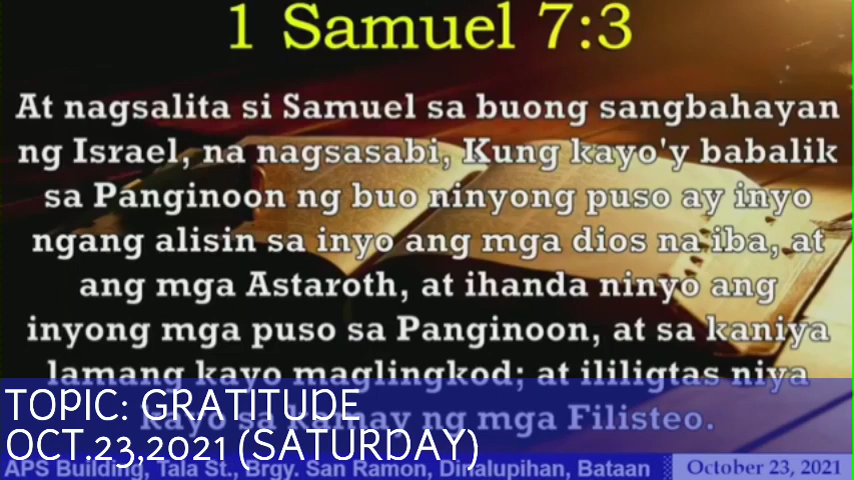 1 Samuel 7:3
At nagsalita si Samuel sa buong sangbahayan
ng Israel, na nagsasabi, Kung kayo'y babalik
sa Panginoon ng buo ninyong puso ay inyo
ngang alisin sa inyo ang mga dios na iba, at
ang mga Astaroth, at ihanda ninyo ang
inyong mga puso sa Panginoon, at sa kaniya
lamang kayo maglingkod; at ililigtas niya
kayo sa kamay ng mga Filisteo.
TOPIC: GRATITUDE
OCT.23,2021 (SATURDAY)
APS Building, Tala St., Brgy. San Ramon, Dinalupihan, Bataan
October 23, 2021